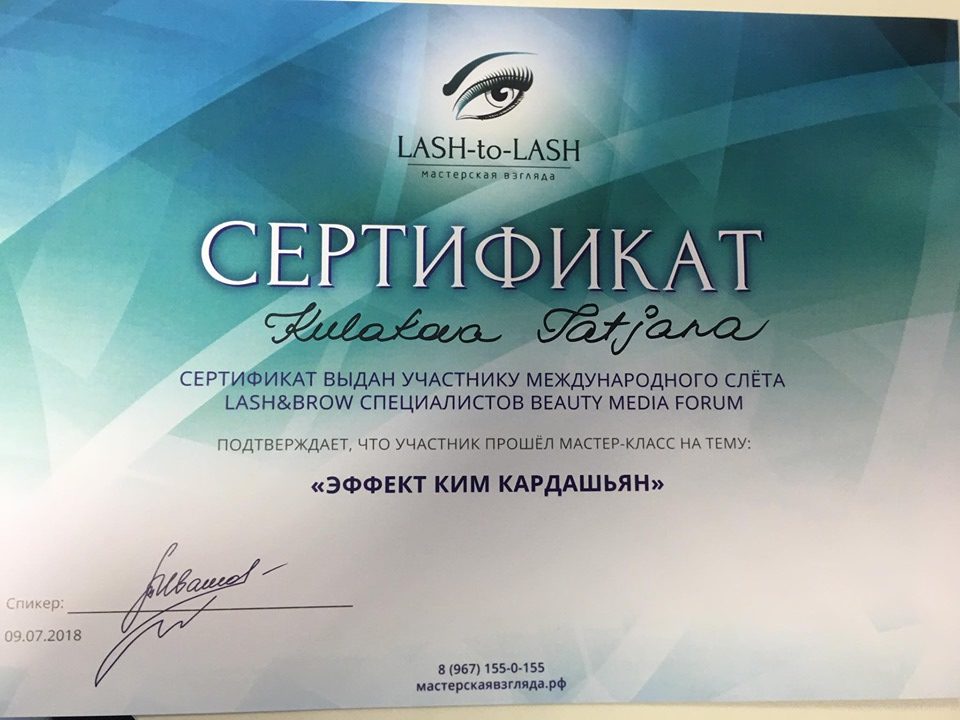 LASH-to-LASH
мастерская взгляда
СЕРТИФИКАТ
Kulakova Tatjana
СЕРТИФИКАТ ВЫДАН УЧАСТНИКУ МЕЖДУНАРОДНОГО СЛЁТА
LASH&BROW СПЕЦИАЛИСТОВ BEAUTY MEDIA FORUM
ПОДТВЕРЖДАЕТ, ЧТО УЧАСТНИК ПРОШЁЛ МАСТЕР-КЛАСС НА ТЕМУ:
«ЭФФЕКТ КИМ КАРДАШЬЯН»
Спикер:
09.07.2018
8 (967) 155-0-155
мастерскаявзгляда.рф